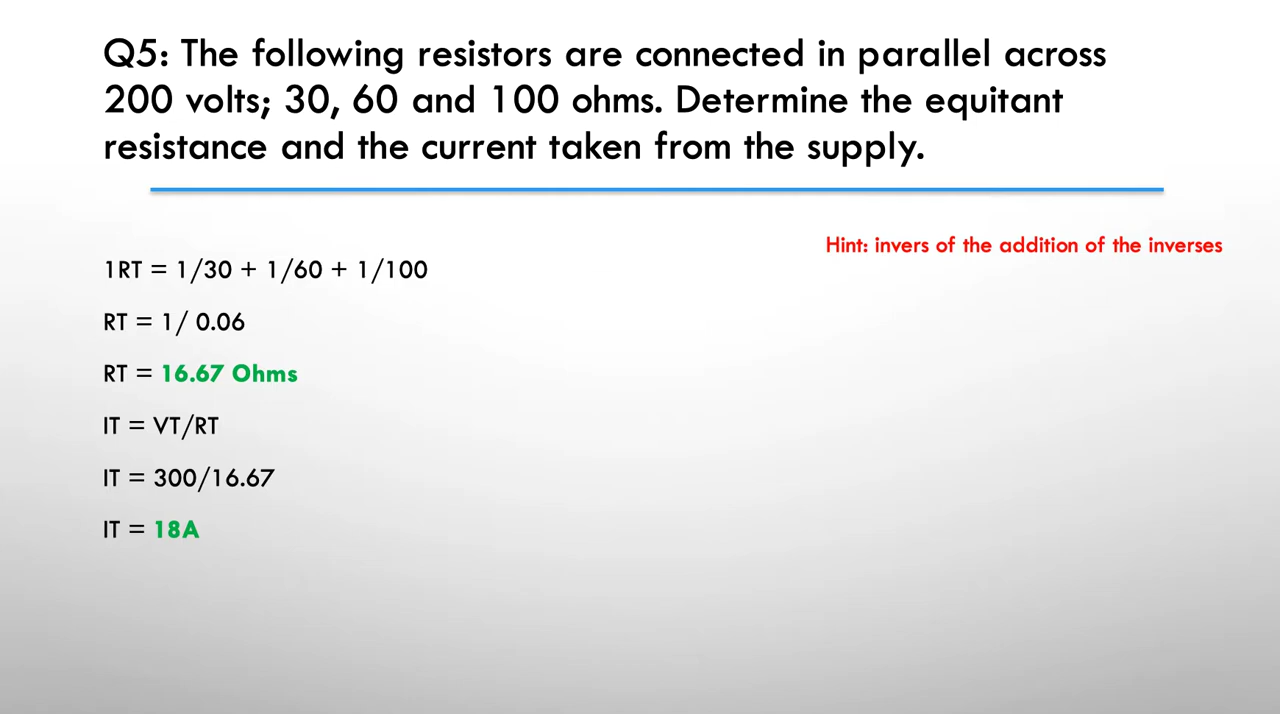 Q5: The following resistors are connected in parallel across
200 volts; 30, 60 and 100 ohms. Determine the equitant
resistance and the current taken from the supply.
Hint: invers of the addition of the inverses
1RT = 1/30 + 1/60 + 1/100
RT = 1/ 0.06
RT = 16.67 Ohms
IT = VT/RT
IT = 300/16.67
IT = 18A